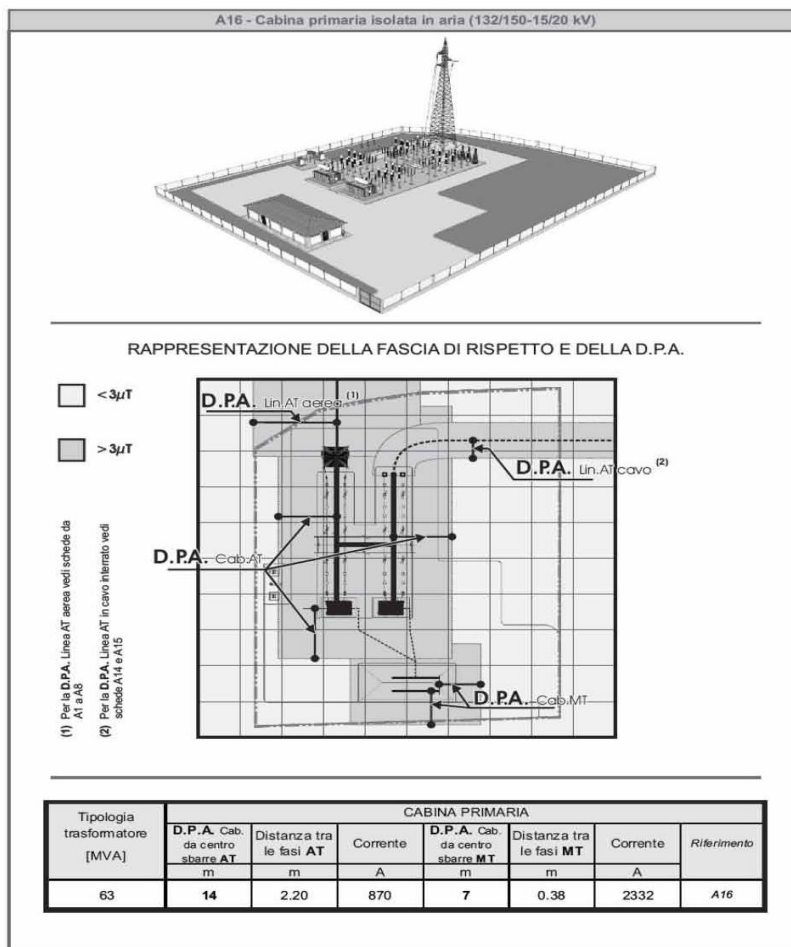 A16 - Cabina primaria isolata in aria (132/150-15/20 kV)
RAPPRESENTAZIONE DELLA FASCIA DI RISPETTO E DELLA D.P.A.
<3µT
>3µT
D.P.A. Lin.AT aerea (1)
D.P.A. Lin.AT cavo (2)
D.P.A. Cab.AT
D.P.A. Cab.MT
(1) Per la D.P.A. Linea AT aerea vedi schede da
A1 a A8
(2) Per la D.P.A. Linea AT in cavo interrato vedi
schede A14 e A15
Tipologia
trasformatore
[MVA]
CABINA PRIMARIA
D.P.A. Cab.
da centro
sbarre AT
Distanza tra
le fasi AT
Corrente
D.P.A. Cab.
da centro
sbarre MT
Distanza tra
le fasi MT
Corrente
Riferimento
m m A m m A
63 14 2.20 870 7 0.38 2332 A16